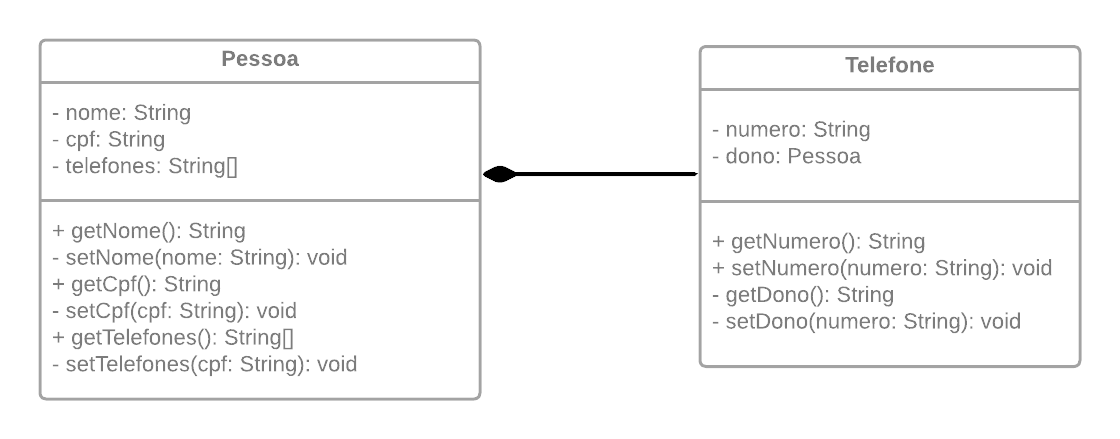 Pessoa
- nome: String
- cpf: String
- telefones: String[]
+ getNome(): String
- setNome(nome: String): void
+ getCpf(): String
- setCpf(cpf: String): void
+ getTelefones(): String[]
- setTelefones(cpf: String): void
Telefone
- numero: String
- dono: Pessoa
+ getNumero(): String
+ setNumero(numero: String): void
- getDono(): String
- setDono(numero: String): void